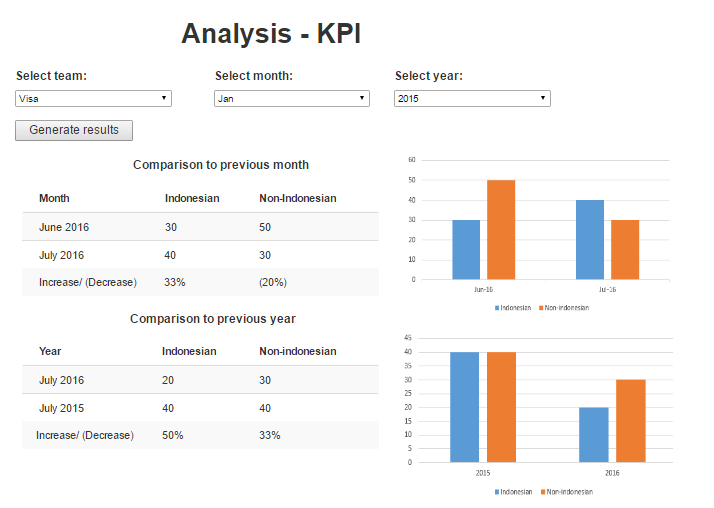 Analysis - KPI
Select team: Select month: Select year:
Visa Jan 2015
Generate results
Comparison to previous month
Month Indonesian Non-Indonesian
June 2016 30 50
July 2016 40 30
Increase/ (Decrease) 33% (20%)
60
50
40
30
20
10
0
Jun-16 Jul-16
Indonesian Non-Indonesian
Comparison to previous year
Year Indonesian Non-indonesian
July 2016 20 30
July 2015 40 40
Increase/ (Decrease) 50% 33%
45
40
35
30
25
20
15
10
5
0
2015 2016
Indonesian Non-Indonesian